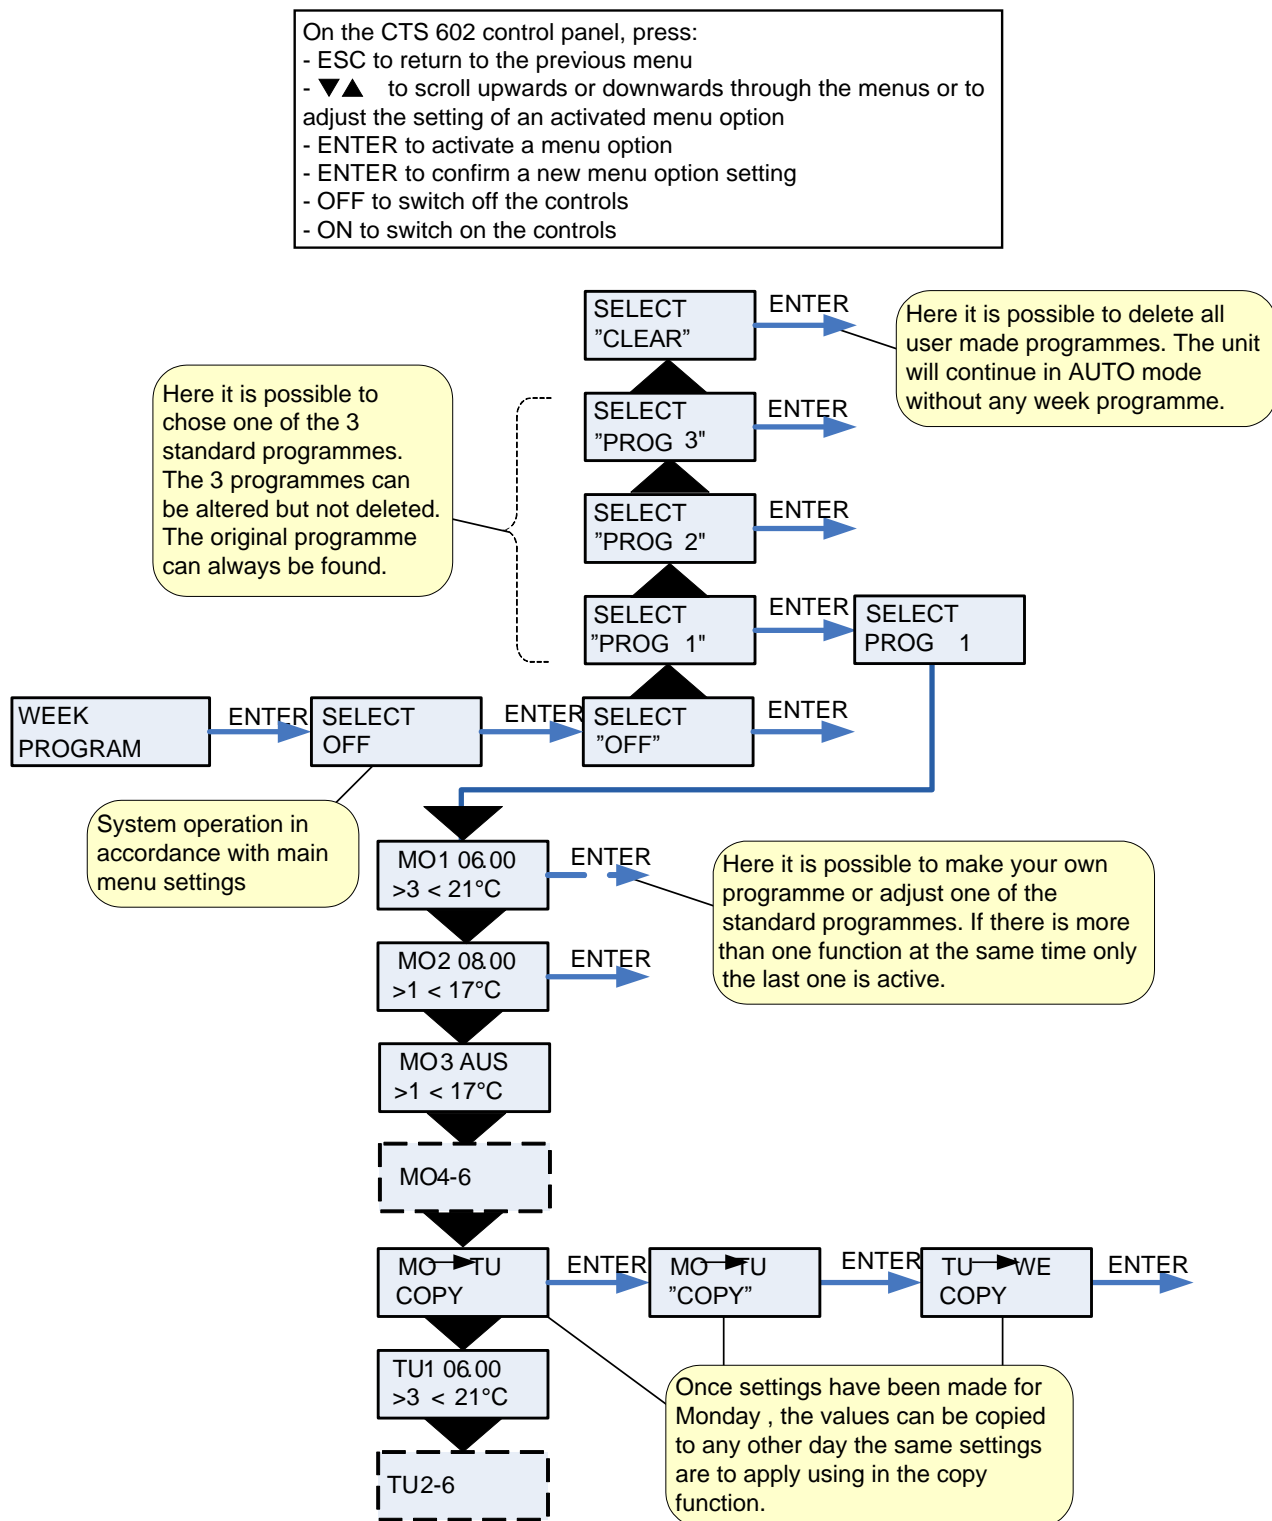 On the CTS 602 control panel, press:
- ESC to return to the previous menu
- ▼▲ to scroll upwards or downwards through the menus or to
adjust the setting of an activated menu option
- ENTER to activate a menu option
- ENTER to confirm a new menu option setting
- OFF to switch off the controls
- ON to switch on the controls
SELECT
"CLEAR"
ENTER
Here it is possible to delete all
user made programmes. The unit
will continue in AUTO mode
without any week programme.
Here it is possible to
chose one of the 3
standard programmes.
The 3 programmes can
be altered but not deleted.
The original programme
can always be found.
SELECT
"PROG 3"
ENTER
SELECT
"PROG 2"
ENTER
SELECT
"PROG 1"
ENTER
SELECT
PROG 1
WEEK
PROGRAM
ENTER
SELECT
OFF
ENTER
SELECT
"OFF"
ENTER
System operation in
accordance with main
menu settings
MO1 06.00
>3 < 21°C
ENTER
Here it is possible to make your own
programme or adjust one of the
standard programmes. If there is more
than one function at the same time only
the last one is active.
MO2 08.00
>1 < 17°C
ENTER
MO3 AUS
>1 < 17°C
MO4-6
MO TU
COPY
ENTER
MO TU
"COPY"
ENTER
TU WE
COPY
ENTER
TU1 06.00
>3 < 21°C
Once settings have been made for
Monday , the values can be copied
to any other day the same settings
are to apply using in the copy
function.
TU2-6